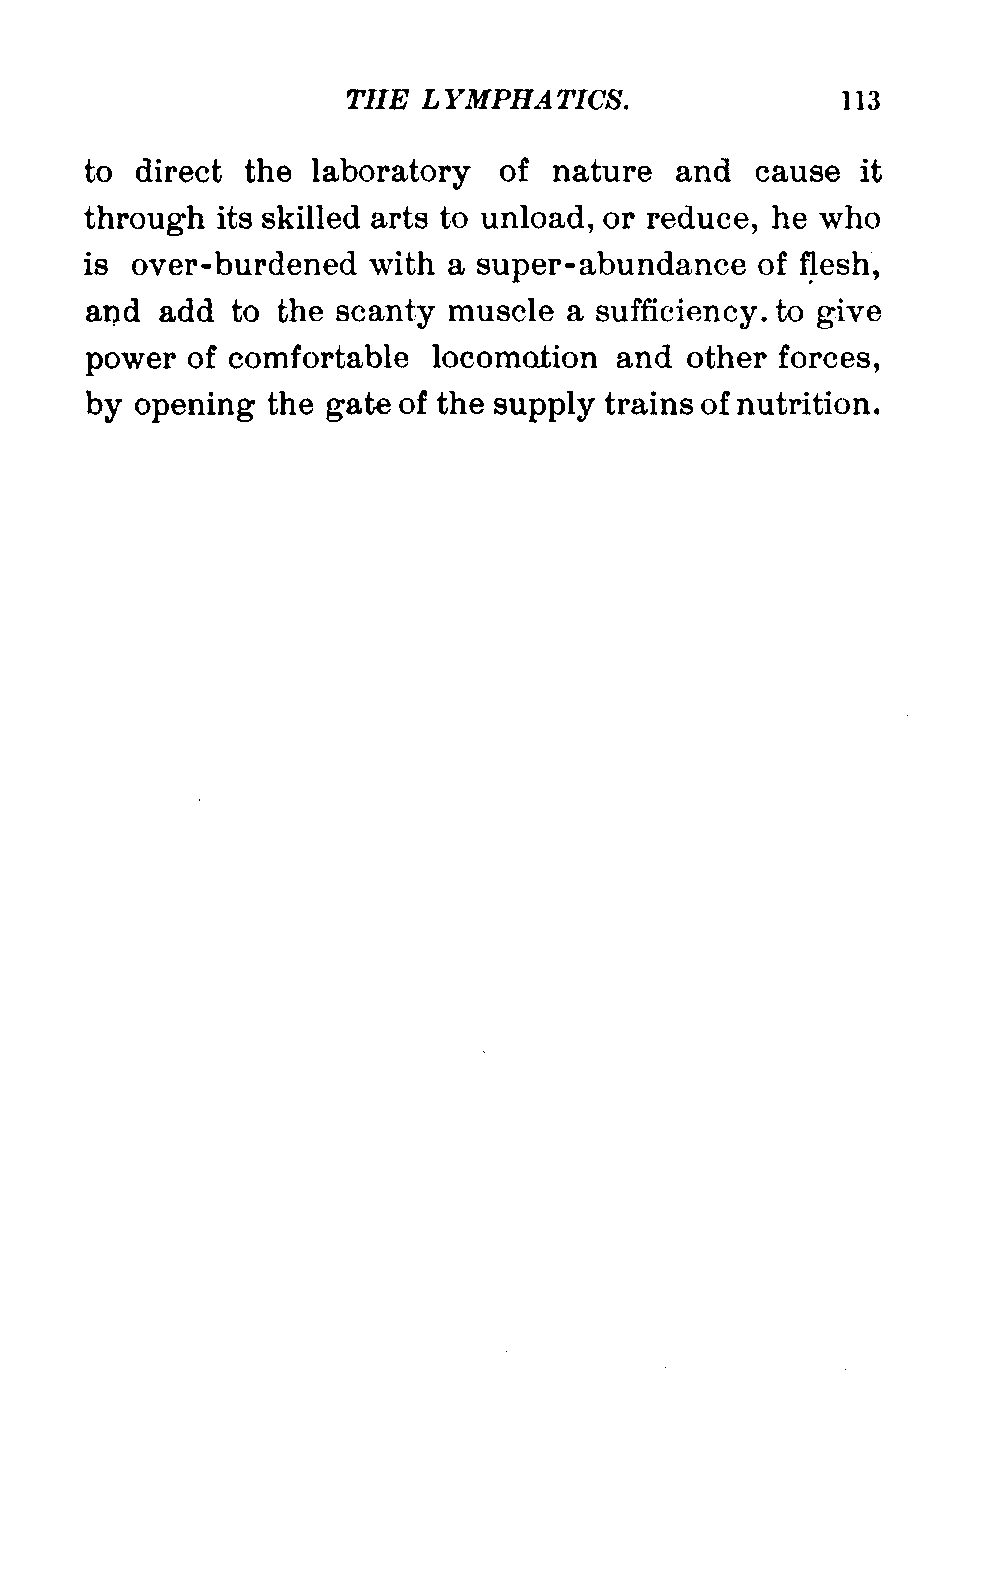 THE LYMPHATICS. 113
to direct the laboratory of nature and cause it
through its skilled arts to unload, or reduce, he who
is over-burdened with a super-abundance of flesh,
and add to the scanty muscle a sufficiency. to give
power of comfortable locomotion and other forces,
by opening the gate of the supply trains of nutrition.